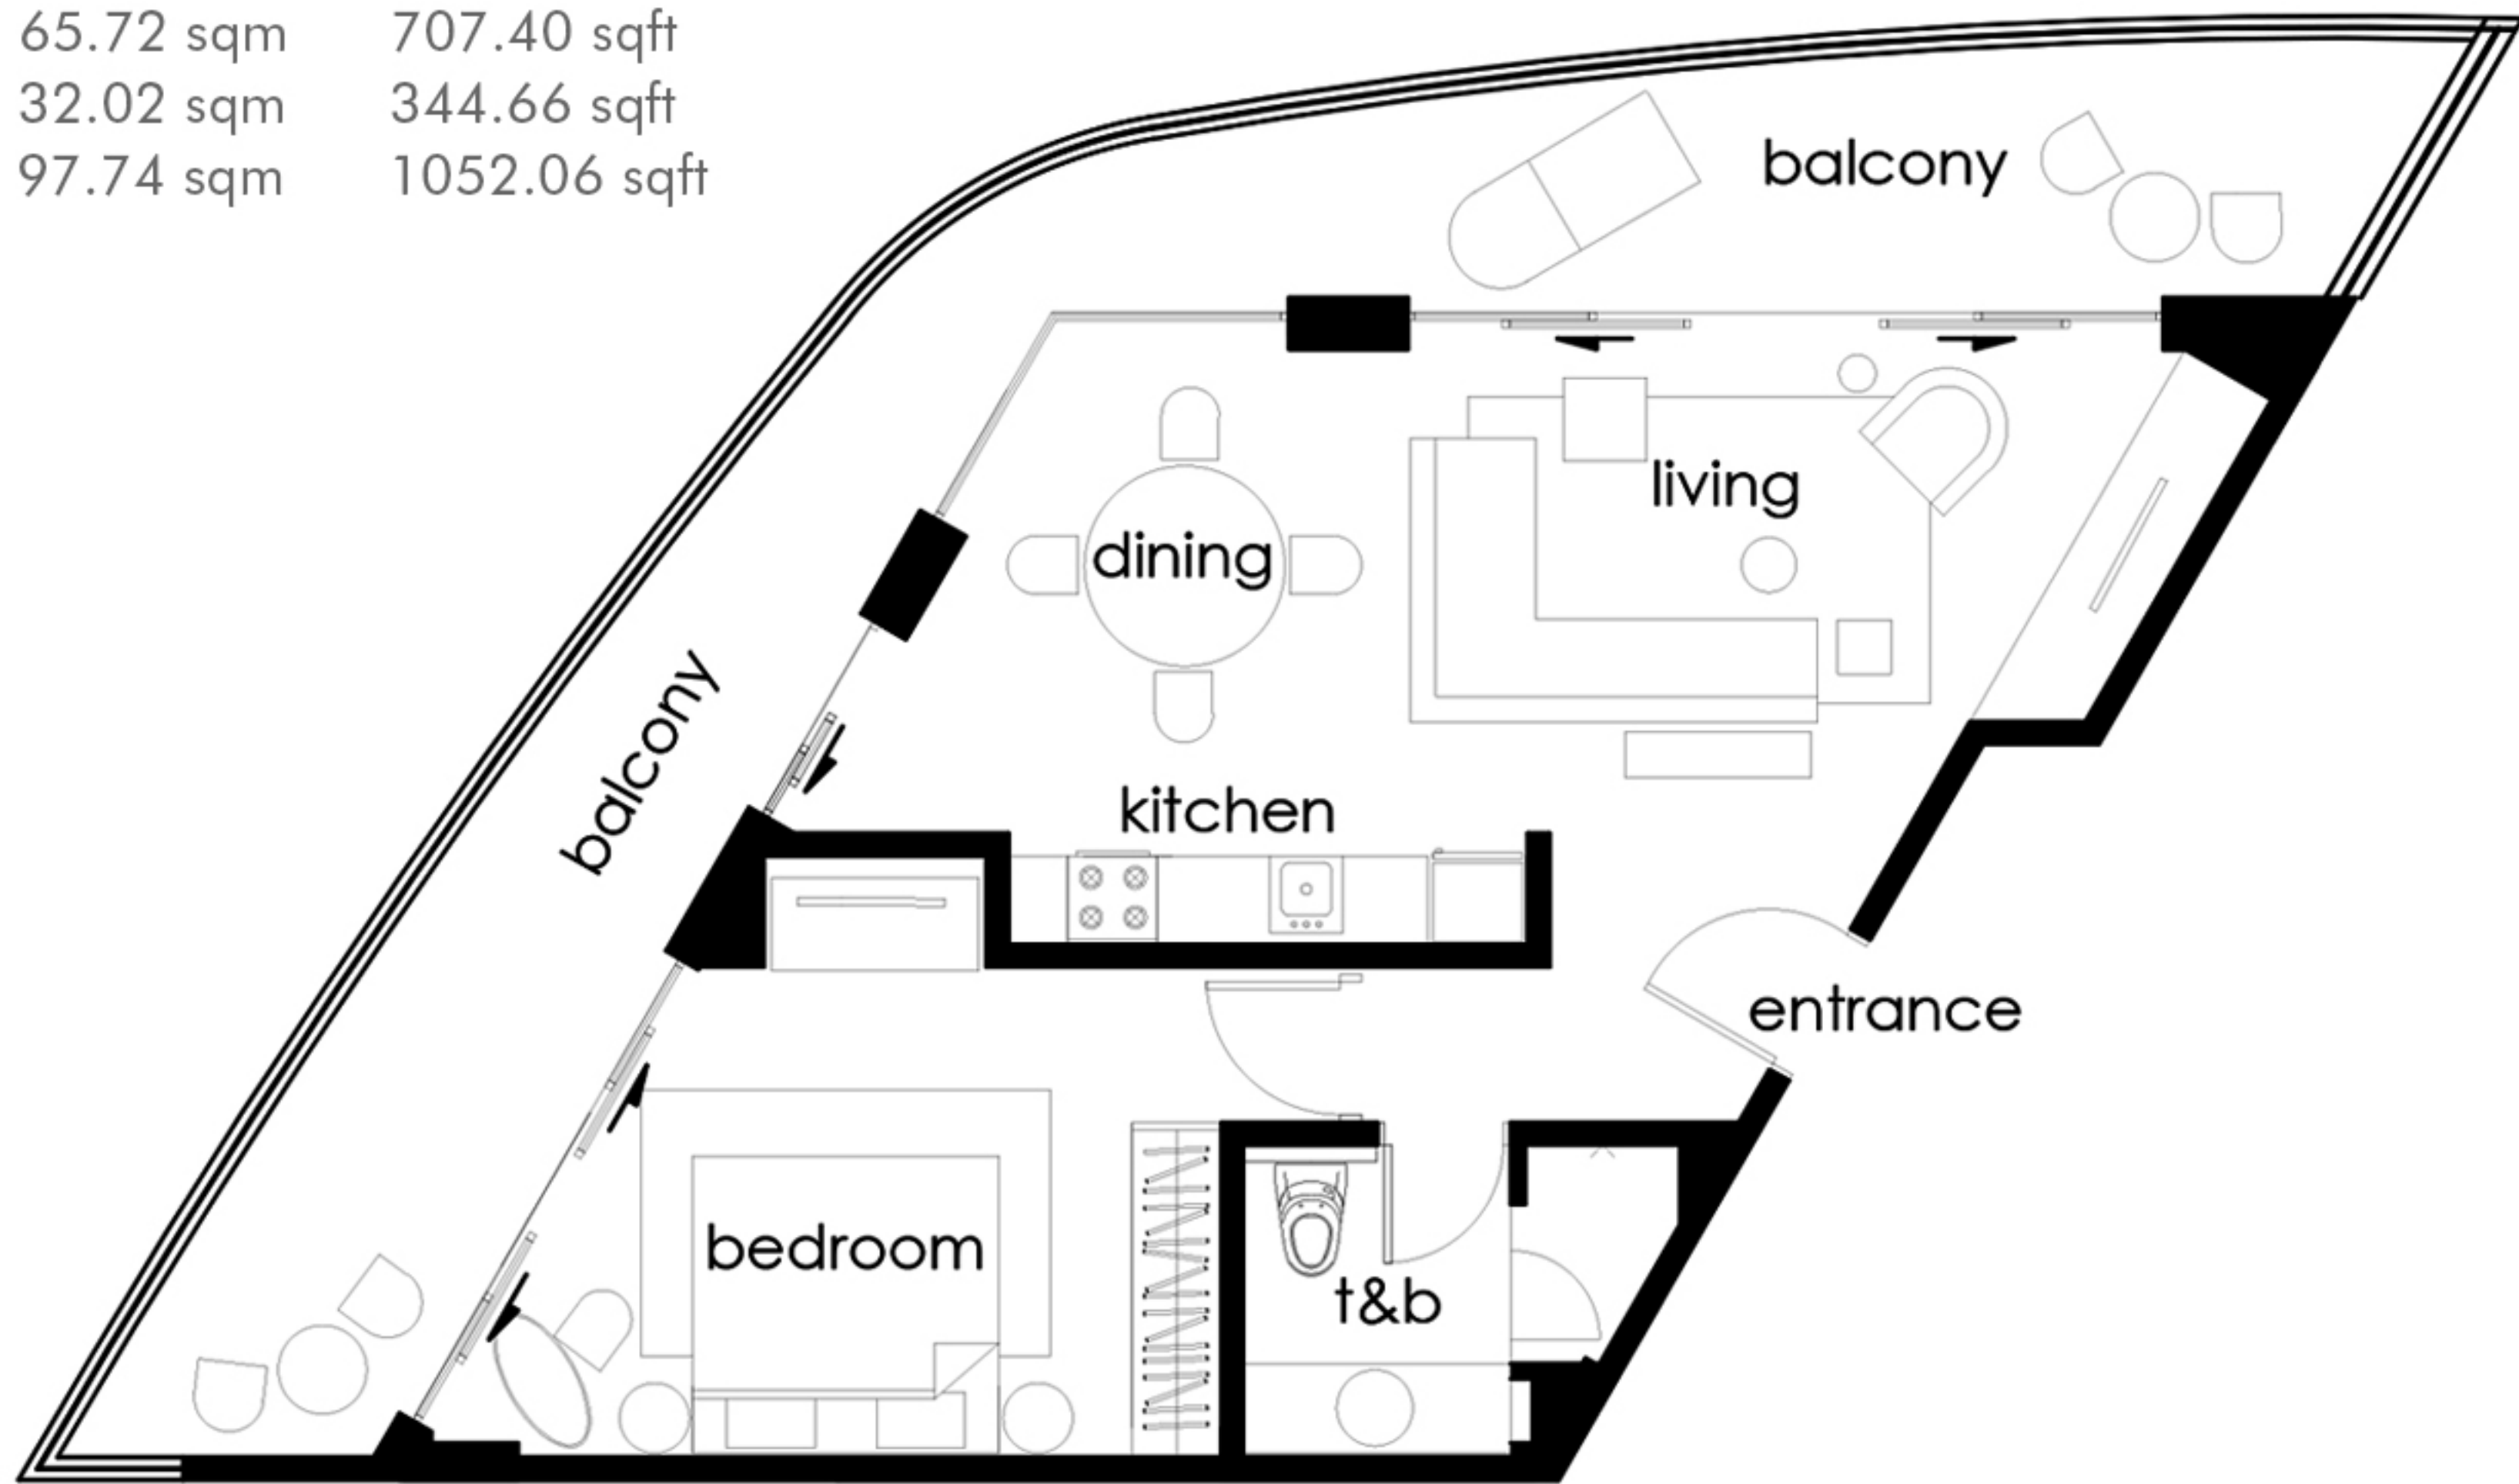 65.72 sqm 707.40 sqft
32.02 sqm 344.66 sqft
97.74 sqm 1052.06 sqft
balcony
living
dining
balcony
kitchen
entrance
bedroom
t&b